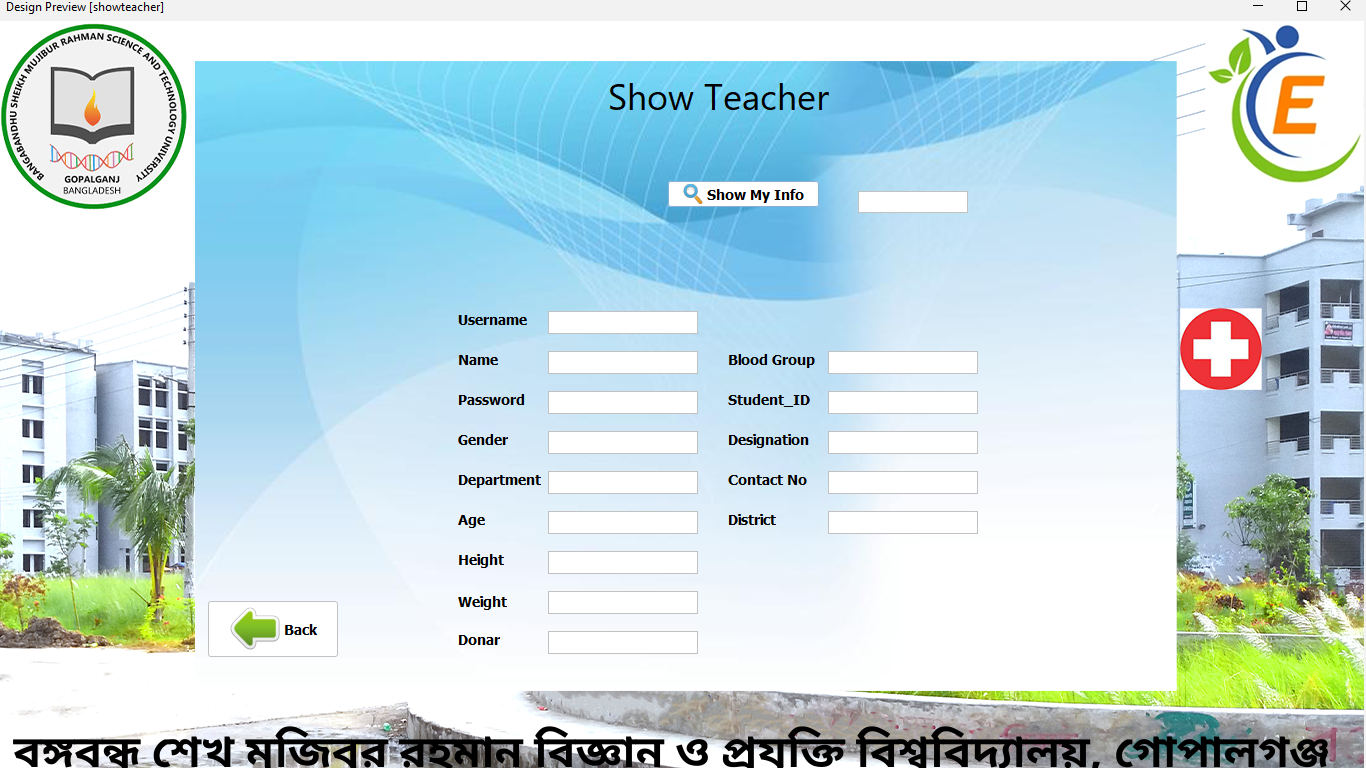 Design Preview [showteacher]
BANGABANDHU SHEIKH MUJIBUR RAHMAN SCIENCE AND TECHNOLOGY UNIVERSITY
GOPALGANJ
BANGLADESH
E
Show Teacher
Show My Info
Username
Name
Blood Group
Password
Student_ID
Gender
Designation
Department
Contact No
Age
District
Height
Weight
Donar
Back
বঙ্গবন্ধু শেখ মুজিবুর রহমান বিজ্ঞান ও প্রযুক্তি বিশ্ববিদ্যালয়, গোপালগঞ্জ